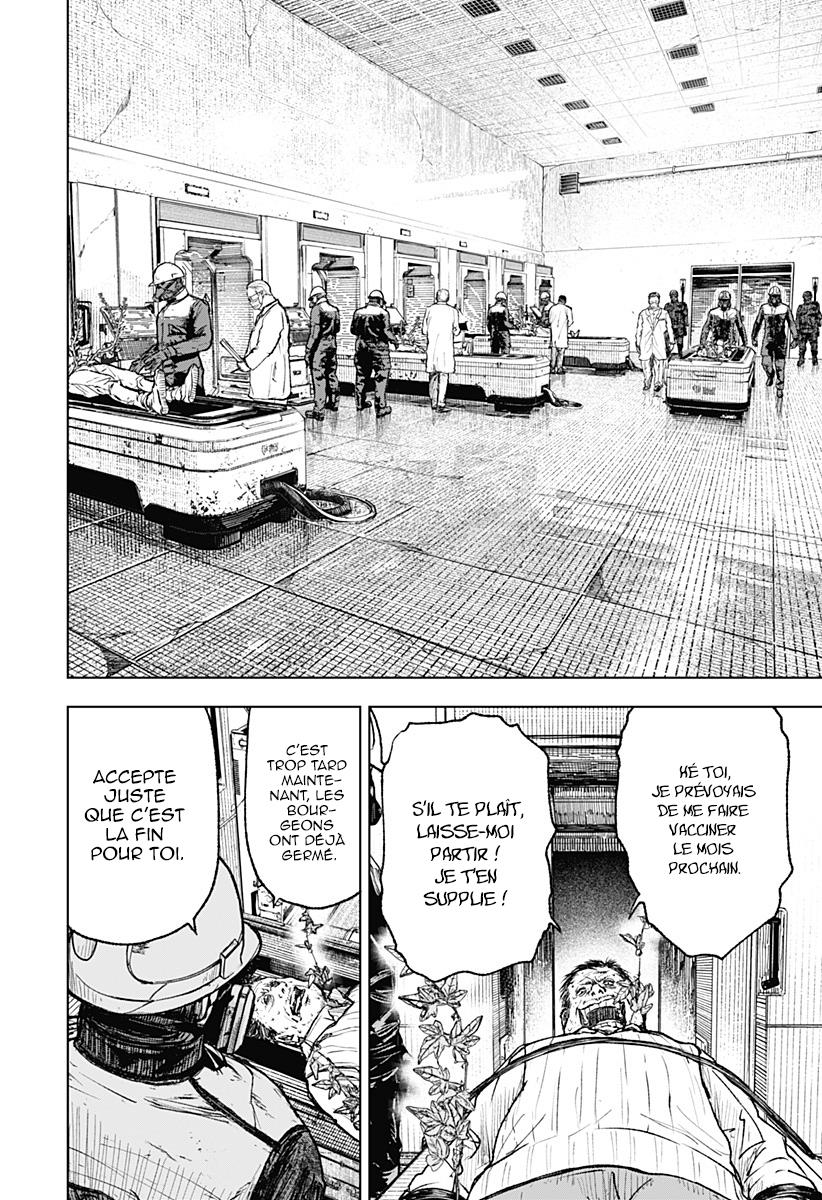 HÉ TOI,
JE PRÉVOYAIS
DE ME FAIRE
VACCINER
LE MOIS
PROCHAIN.
S'IL TE PLAÎT,
LAISSE-MOI
PARTIR !
JE T'EN
SUPPLIE !
C'EST
TROP TARD
MAINTE-
NANT, LES
BOUR-
GEONS
ONT DÉJÀ
GERMÉ.
ACCEPTE
JUSTE
QUE C'EST
LA FIN
POUR TOI.